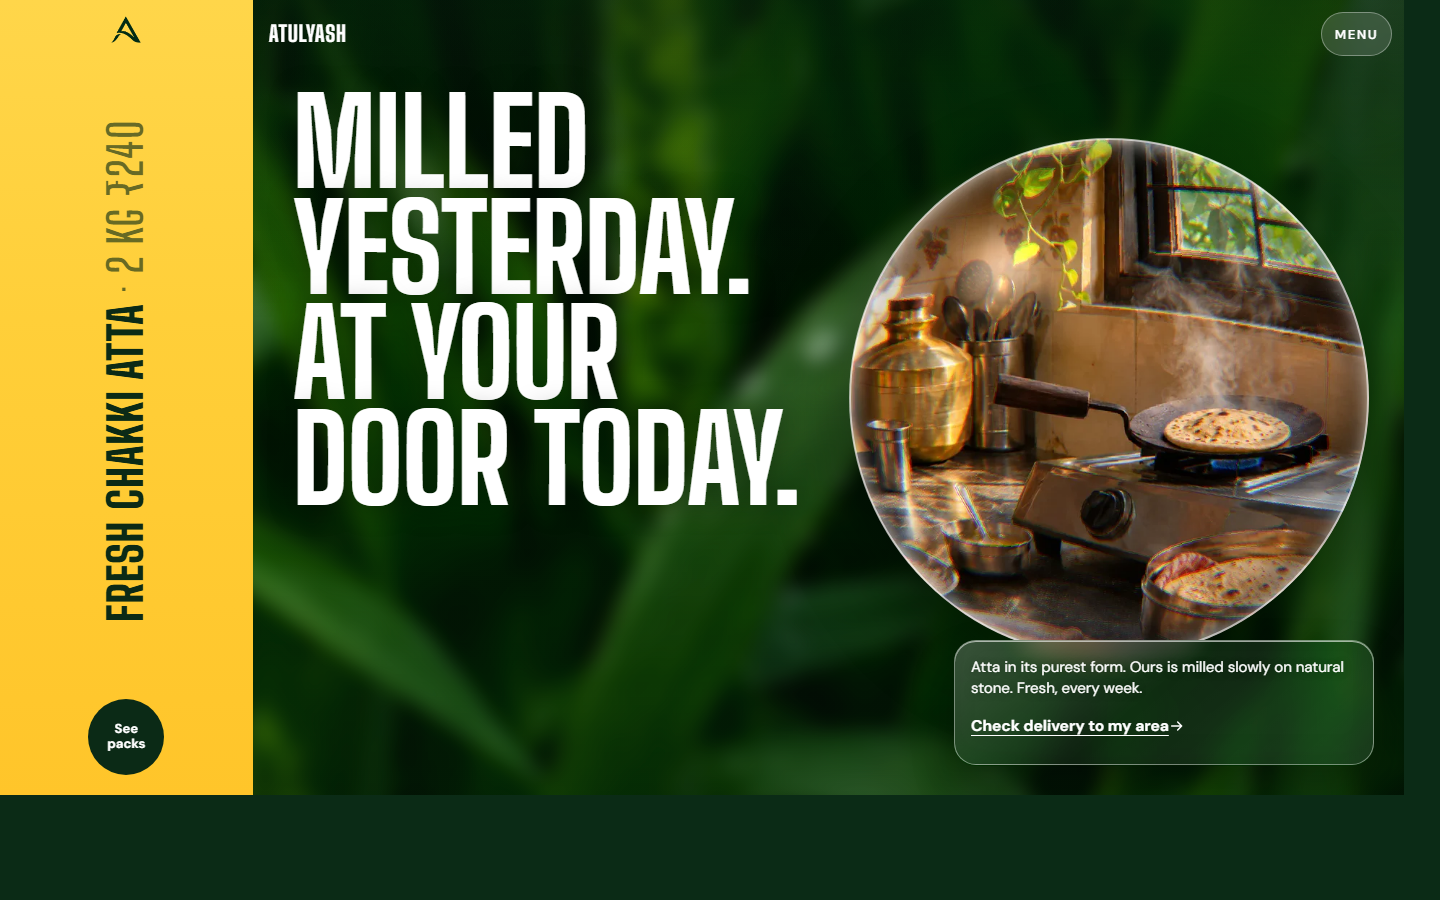 FRESH CHAKKI ATTA · 2 KG ₹240
See
packs
ATULYASH
MENU
MILLED
YESTERDAY.
AT YOUR
DOOR TODAY.
Atta in its purest form. Ours is milled slowly on natural
stone. Fresh, every week.
Check delivery to my area→